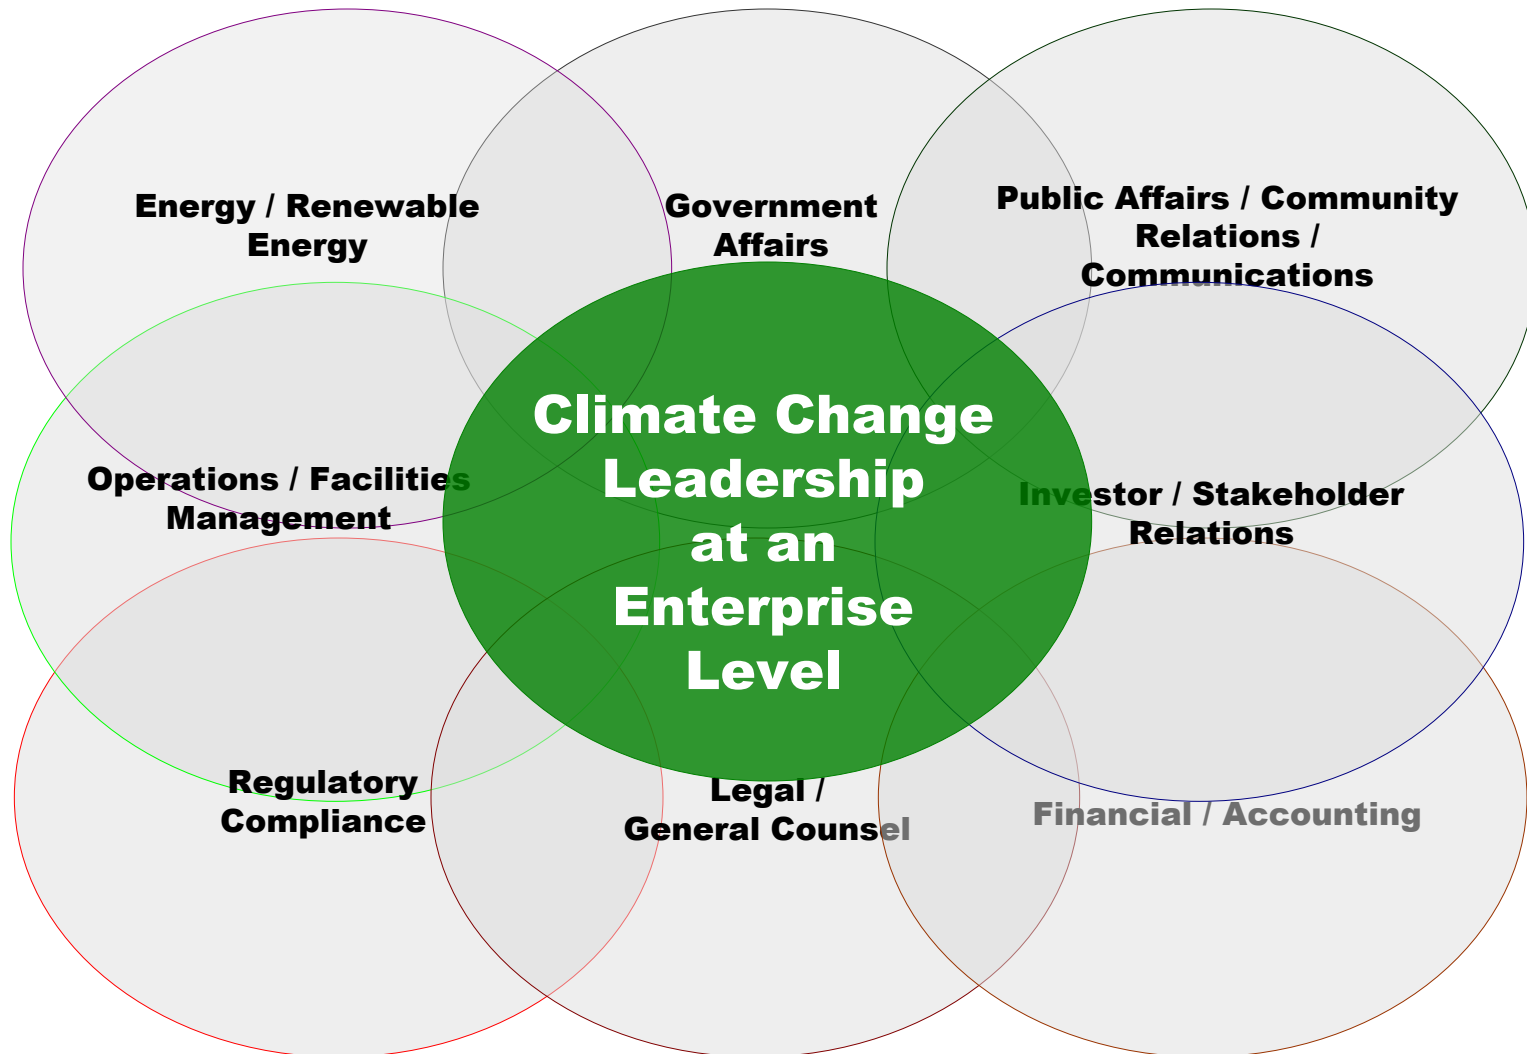 Energy / Renewable
Energy
Government
Affairs
Public Affairs / Community
Relations /
Communications
Climate Change
Leadership
at an
Enterprise
Level
Operations / Facilities
Management
Investor / Stakeholder
Relations
Regulatory
Compliance
Legal /
General Counsel
Financial / Accounting